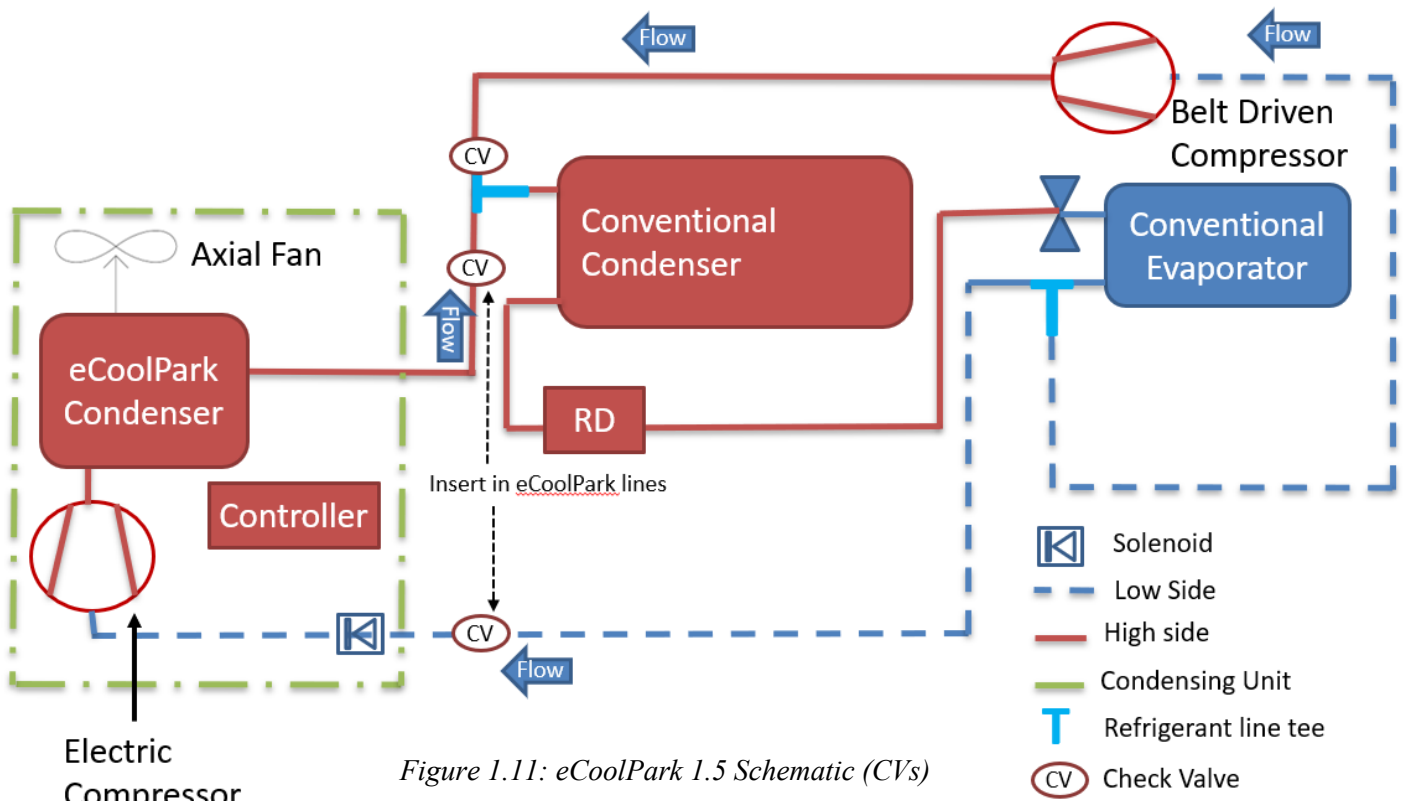 Flow
Flow
Belt Driven
Compressor
CV
Conventional
Condenser
Conventional
Evaporator
Axial Fan
CV
Flow
eCoolPark
Condenser
RD
Insert in eCoolPark lines
Controller
Solenoid
Low Side
CV
High side
Flow
Condensing Unit
Refrigerant line tee
Electric
Compressor
Figure 1.11: eCoolPark 1.5 Schematic (CVs)
CV Check Valve